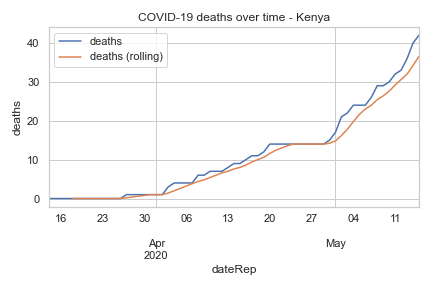 COVID-19 deaths over time - Kenya
deaths
deaths (rolling)
deaths
40
30
20
10
0
16 23 30 06 13 20 27 04 11
Apr May
2020
dateRep